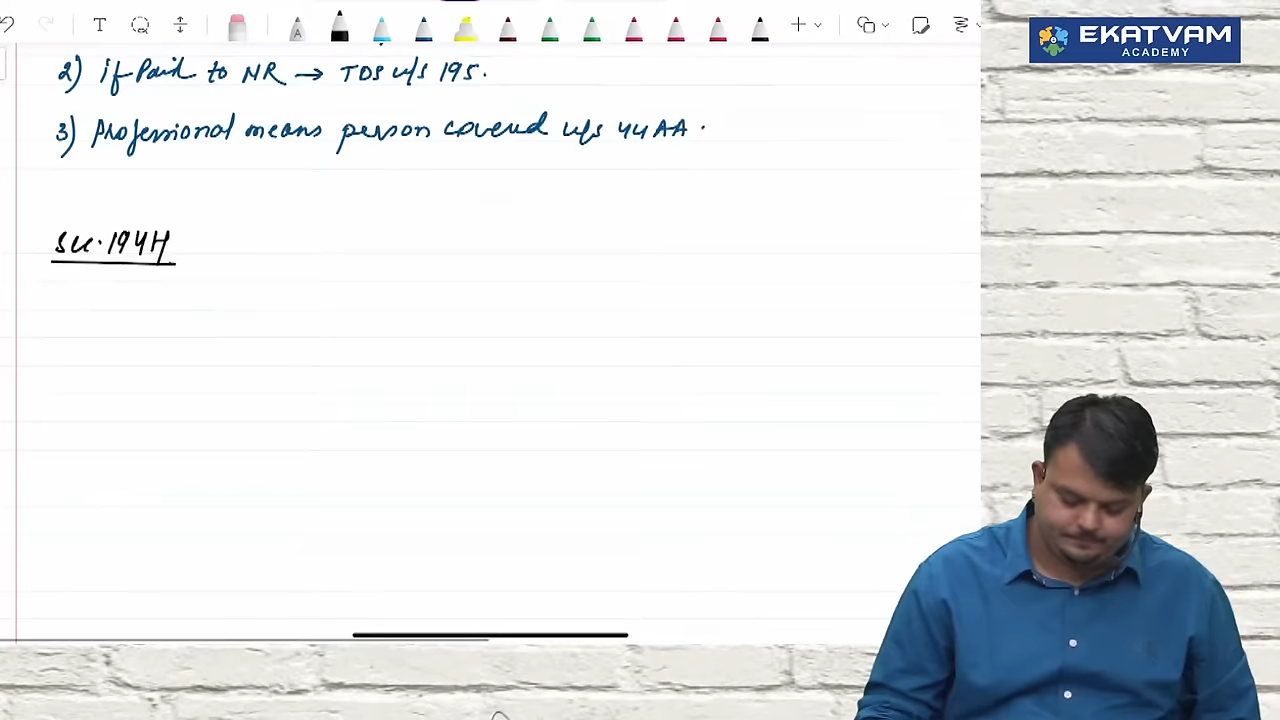 EKATVAM
ACADEMY
2) if Paid to NR → TDS u/s 195.
3) Professional means person covered u/s 44AA.
Sec. 194H